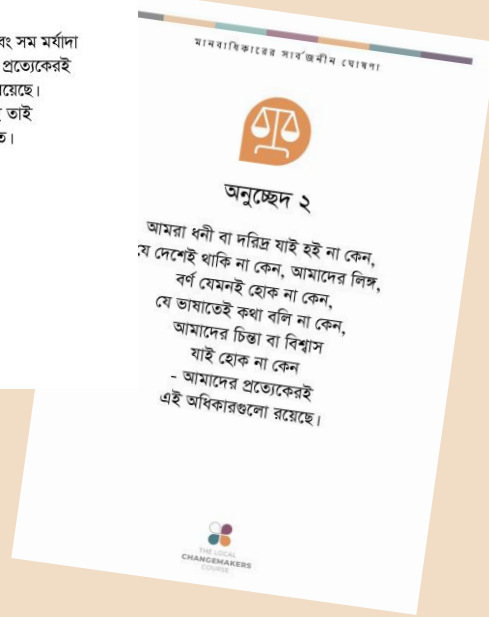 বং সম মর্যাদা
প্রত্যেকেরই
য়েছে।
তাই
ত।
মানবাধিকারের সার্বজনীন ঘোষণা
অনুচ্ছেদ ২
আমরা ধনী বা দরিদ্র যাই হই না কেন,
যে দেশেই থাকি না কেন, আমাদের লিঙ্গ,
বর্ণ যেমনই হোক না কেন,
যে ভাষাতেই কথা বলি না কেন,
আমাদের চিন্তা বা বিশ্বাস
যাই হোক না কেন
- আমাদের প্রত্যেকেরই
এই অধিকারগুলো রয়েছে।
THE LOCAL
CHANGEMAKERS
COURSE